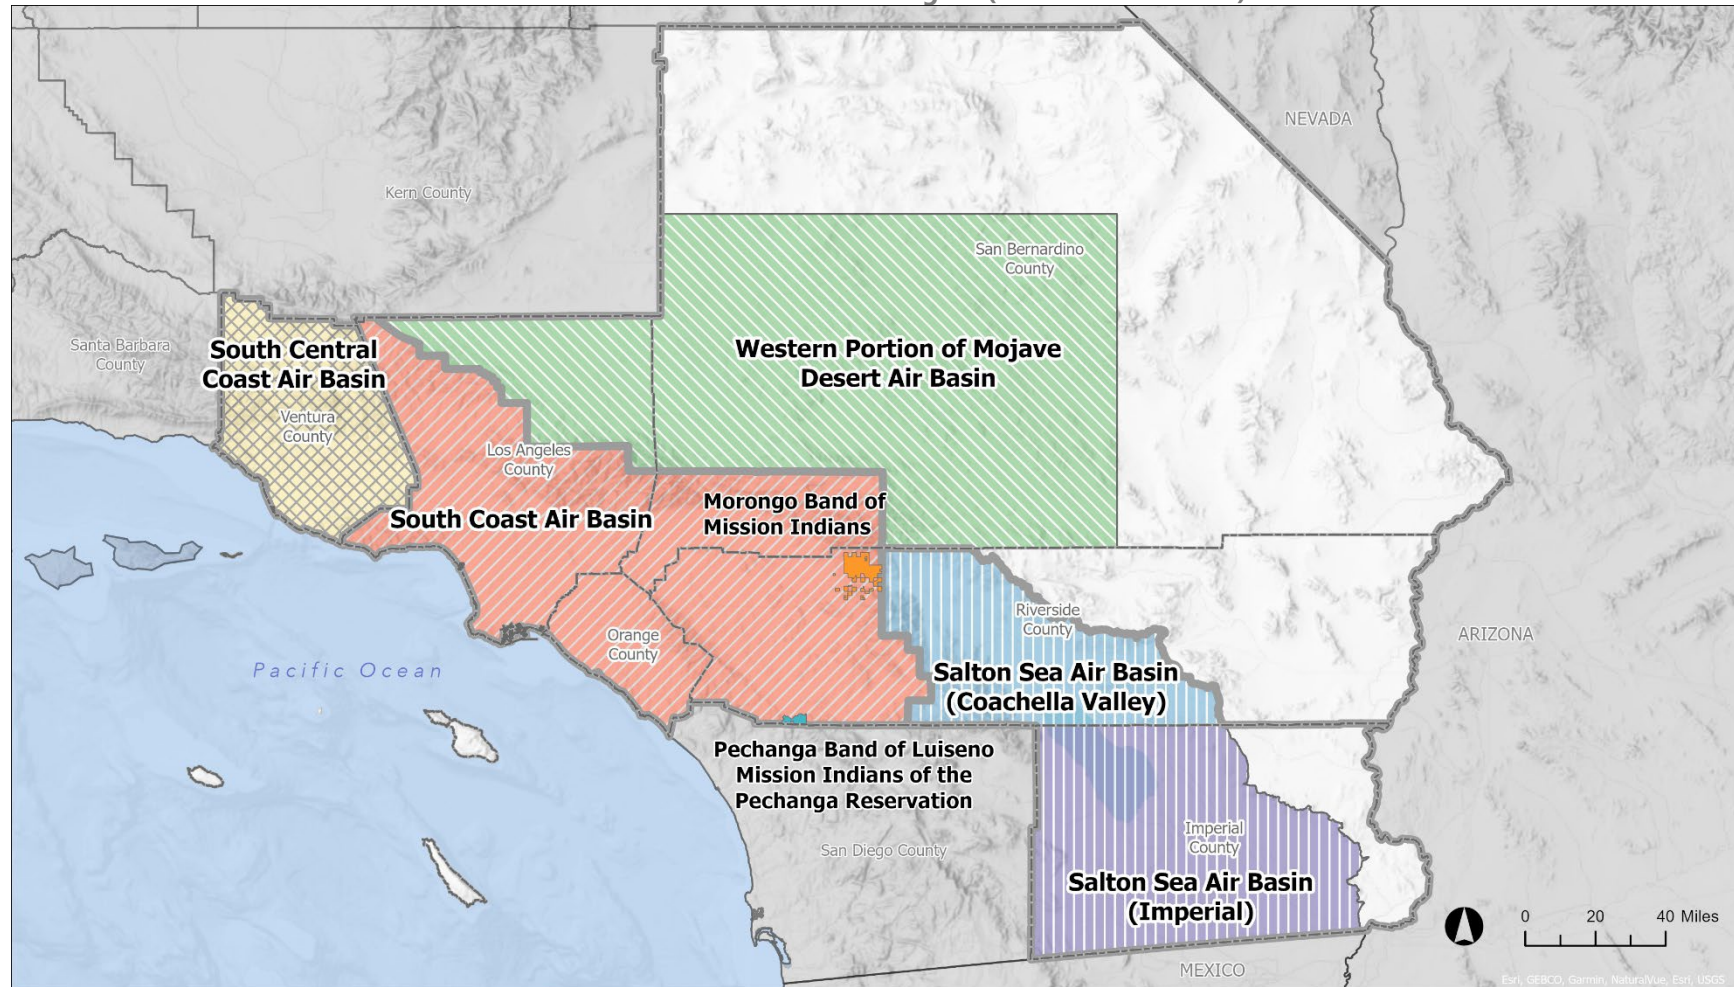 NEVADA
Kern County
San Bernardino
County
Santa Barbara
County
South Central
Coast Air Basin
Western Portion of Mojave
Desert Air Basin
Ventura
County
Los Angeles
County
Morongo Band of
Mission Indians
South Coast Air Basin
Riverside
County
ARIZONA
Orange
County
Pacific Ocean
Salton Sea Air Basin
(Coachella Valley)
Pechanga Band of Luiseno
Mission Indians of the
Pechanga Reservation
San Diego County
Imperial
County
Salton Sea Air Basin
(Imperial)
0 20 40 Miles
MEXICO
Esri, GEBCO, Garmin, NaturalVue, Esri, USGS